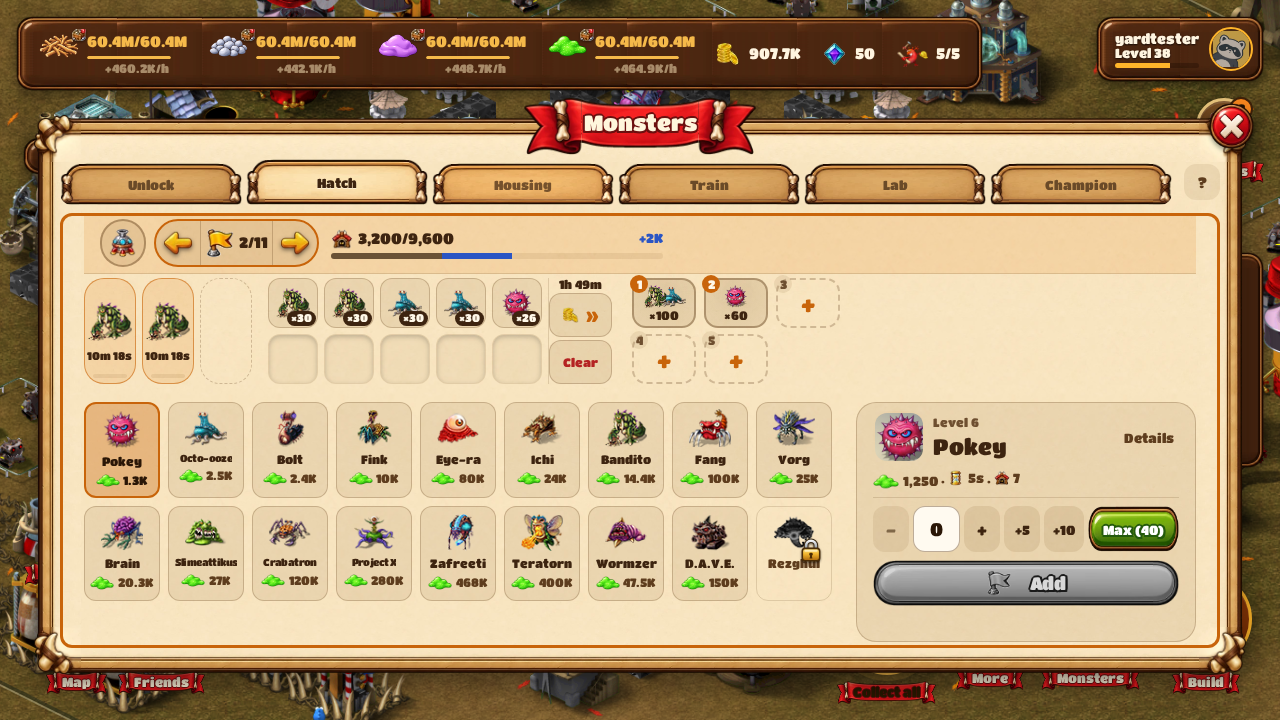 60.4M/60.4M 60.4M/60.4M 60.4M/60.4M 60.4M/60.4M 907.7K 50 5/5
+460.2K/h +442.1K/h +448.7K/h +464.9K/h
yardtester
Level 38
Monsters
Unlock Hatch Housing Train Lab Champion ?
2/11 3,200/9,600 +2K
10m 18s 10m 18s
×30 ×30 ×30 ×30 ×26
1h 49m
Clear
1 ×100 2 ×60 3 +
4 + 5 +
Pokey Octo-ooze Bolt Fink Eye-ra Ichi Bandito Fang Vorg
1.3K 2.5K 2.4K 10K 80K 24K 14.4K 100K 25K
Brain Slimeattikus Crabatron Project X Zafreeti Teratorn Wormzer D.A.V.E. Rezghul
20.3K 27K 120K 280K 468K 400K 47.5K 150K
Level 6
Pokey
Details
1,250 · 5s . 7
- 0 + +5 +10 Max (40)
Add
Map Friends Collect all More Monsters Build